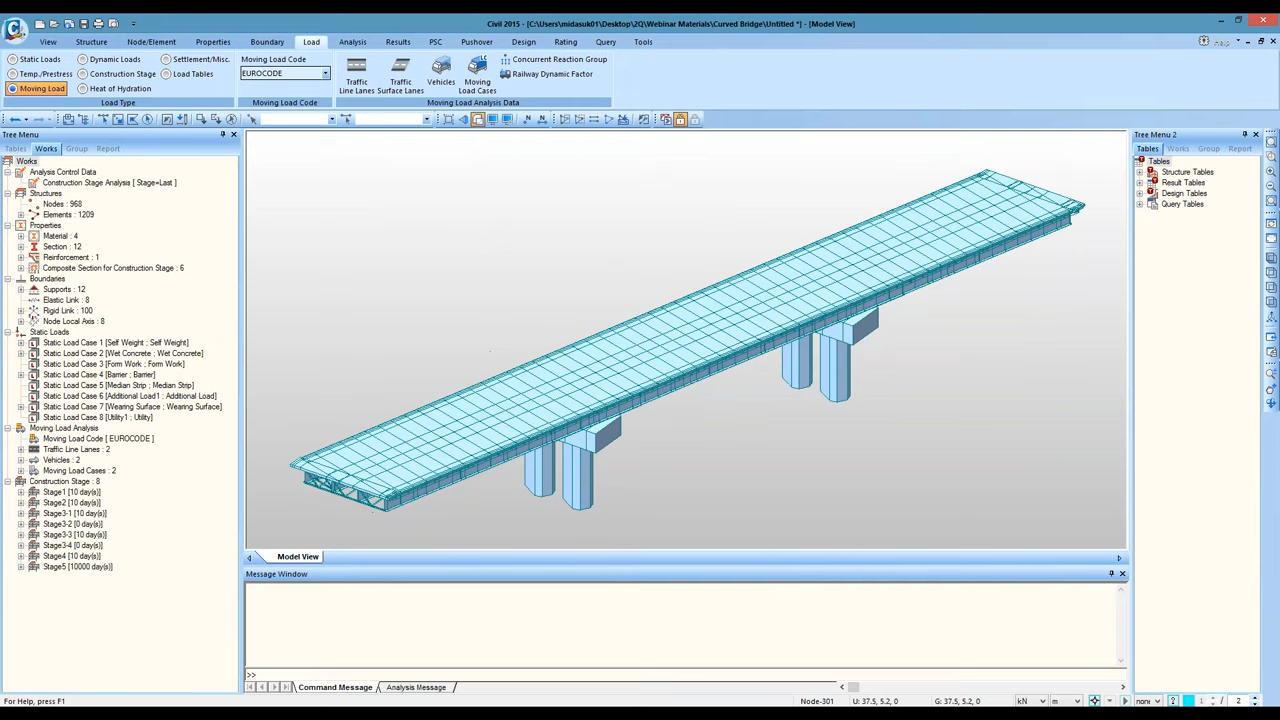 Civil 2015 - [C:\Users\midasuk01\Desktop\2Q\Webinar Materials\Curved Bridge\Untitled *] - [Model View]
View Structure Node/Element Properties Boundary Load Analysis Results PSC Pushover Design Rating Query Tools
Help
Static Loads Dynamic Loads Settlement/Misc.
Temp./Prestress Construction Stage Load Tables
Moving Load Heat of Hydration
Load Type
Moving Load Code
EUROCODE
Moving Load Code
Traffic Line Lanes
Traffic Surface Lanes
Vehicles
Moving Load Cases
Concurrent Reaction Group
Railway Dynamic Factor
Moving Load Analysis Data
Tree Menu
Tables Works Group Report
Works
Analysis Control Data
Construction Stage Analysis [ Stage=Last ]
Structures
Nodes : 968
Elements : 1209
Properties
Material : 4
Section : 12
Reinforcement : 1
Composite Section for Construction Stage : 6
Boundaries
Supports : 12
Elastic Link : 8
Rigid Link : 100
Node Local Axis : 8
Static Loads
Static Load Case 1 [Self Weight ; Self Weight]
Static Load Case 2 [Wet Concrete ; Wet Concrete]
Static Load Case 3 [Form Work ; Form Work]
Static Load Case 4 [Barrier ; Barrier]
Static Load Case 5 [Median Strip ; Median Strip]
Static Load Case 6 [Additional Load1 ; Additional Load]
Static Load Case 7 [Wearing Surface ; Wearing Surface]
Static Load Case 8 [Utility1 ; Utility]
Moving Load Analysis
Moving Load Code [ EUROCODE ]
Traffic Line Lanes : 2
Vehicles : 2
Moving Load Cases : 2
Construction Stage : 8
Stage1 [10 day(s)]
Stage2 [10 day(s)]
Stage3-1 [10 day(s)]
Stage3-2 [0 day(s)]
Stage3-3 [10 day(s)]
Stage3-4 [0 day(s)]
Stage4 [10 day(s)]
Stage5 [10000 day(s)]
Model View
Message Window
>>
Command Message Analysis Message
Tree Menu 2
Tables Works Group Report
Tables
Structure Tables
Result Tables
Design Tables
Query Tables
For Help, press F1
Node-301 U: 37.5, 5.2, 0 G: 37.5, 5.2, 0 kN m non 1 / 2